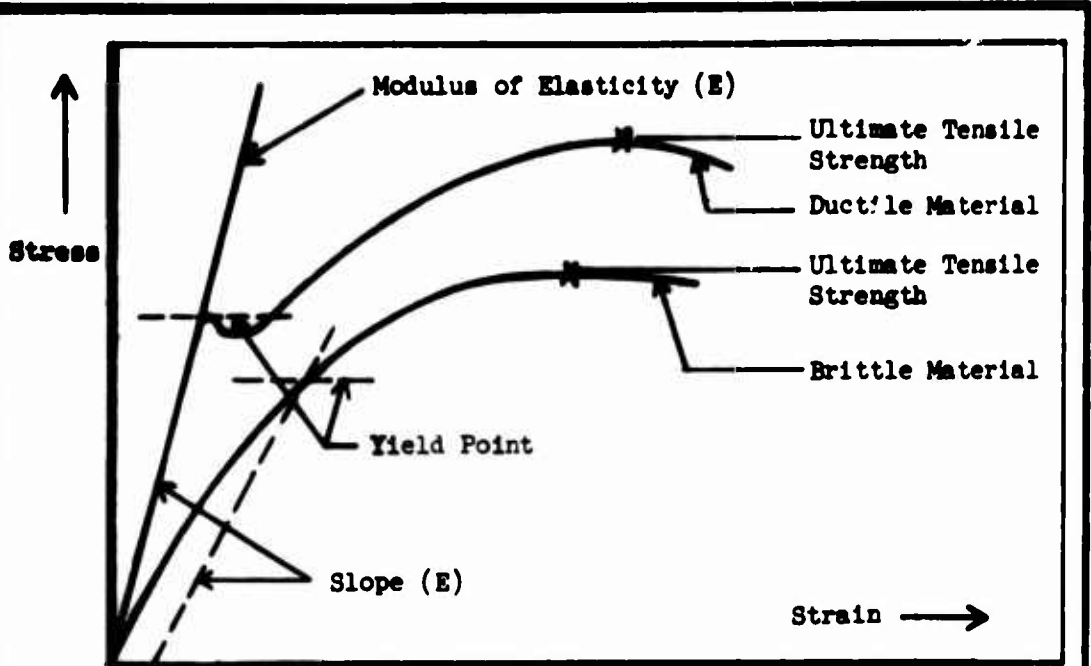 Modulus of Elasticity (E)
Ultimate Tensile
Strength
Ductile Material
Stress
Ultimate Tensile
Strength
Brittle Material
Yield Point
Slope (E)
Strain